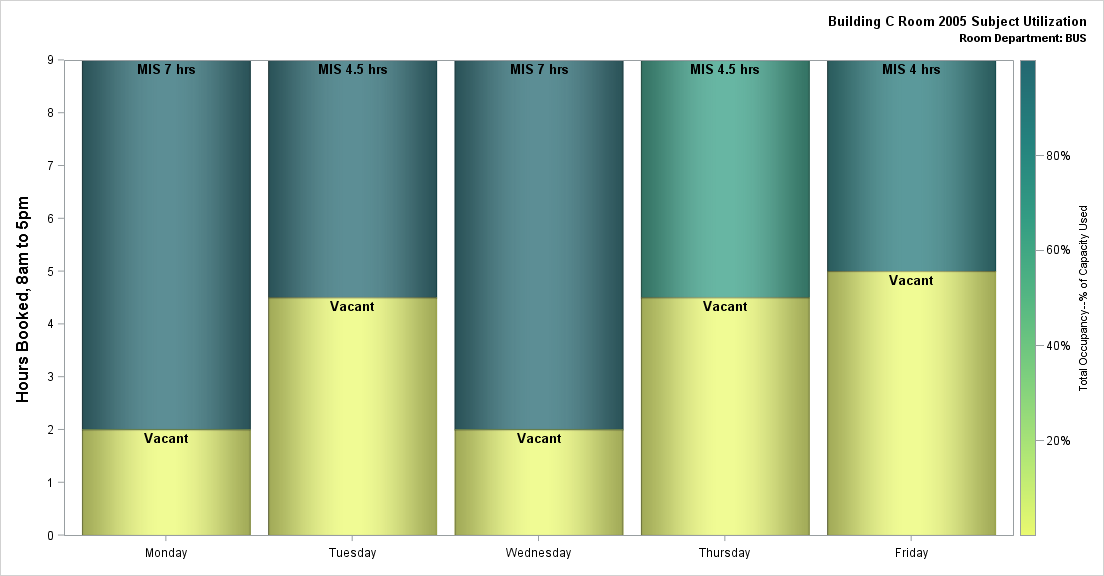 Building C Room 2005 Subject Utilization
Room Department: BUS
Hours Booked, 8am to 5pm
9
8
7
6
5
4
3
2
1
0
MIS 7 hrs
MIS 4.5 hrs
MIS 7 hrs
MIS 4.5 hrs
MIS 4 hrs
Vacant
Vacant
Vacant
Vacant
Vacant
Monday
Tuesday
Wednesday
Thursday
Friday
80%
60%
40%
20%
Total Occupancy--% of Capacity Used